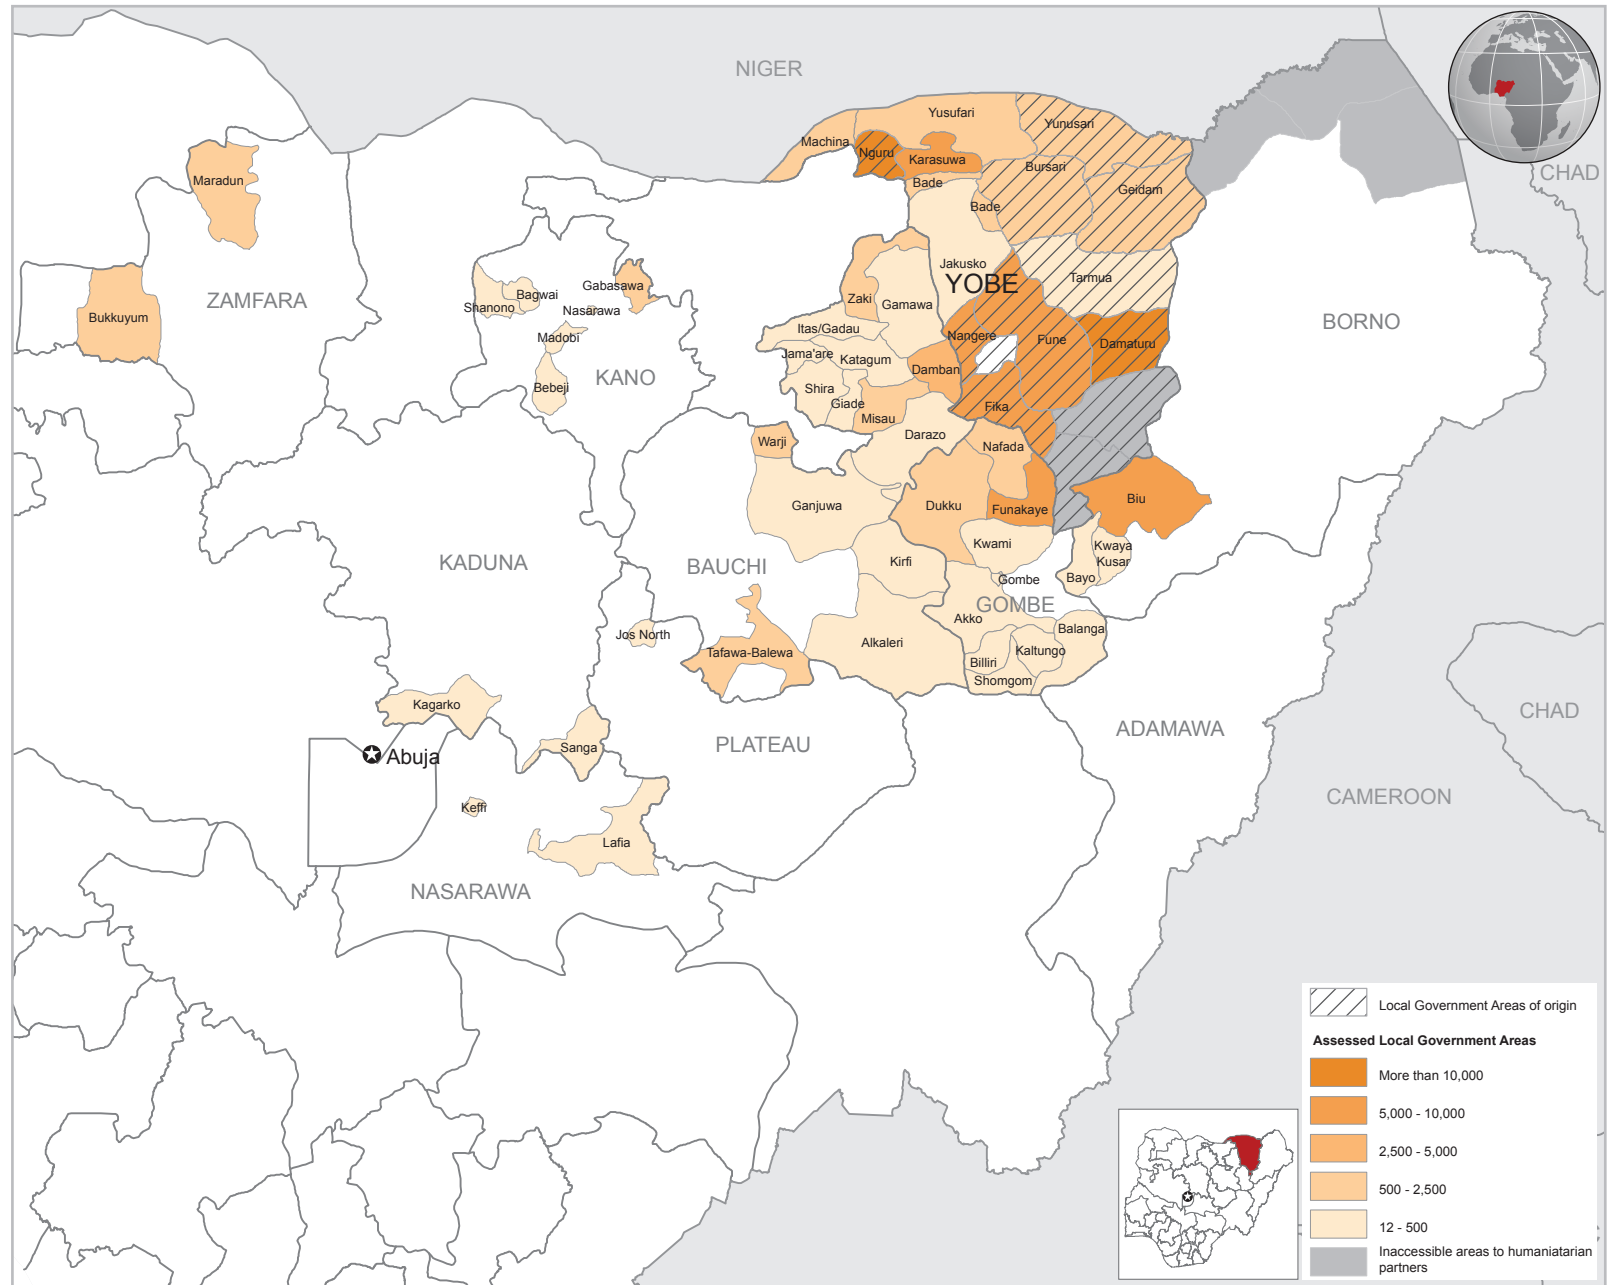 NIGER
CHAD
Yusufari
Yunusari
Machina
Nguru
Karasuwa
Bursari
Bade
Geidam
Maradun
Bade
Jakusko
YOBE
Tarmua
Gabasawa
Bagwai
Shanono
Nasarawa
Zaki
Gamawa
ZAMFARA
Bukkuyum
BORNO
Itas/Gadau
Madobi
Nangere
Fune
Damaturu
Jama'are
Katagum
Damban
KANO
Bebeji
Shira
Giade
Misau
Fika
Warji
Darazo
Nafada
Ganjuwa
Dukku
Funakaye
Biu
Kwami
Kwaya
Kusar
KADUNA
BAUCHI
Kirfi
Gombe
Bayo
GOMBE
Akko
Jos North
Balanga
Alkaleri
Tafawa-Balewa
Kaltungo
Billiri
Shomgom
Kagarko
ADAMAWA
CHAD
Sanga
PLATEAU
Abuja
CAMEROON
Keffi
Lafia
NASARAWA
Local Government Areas of origin
Assessed Local Government Areas
More than 10,000
5,000 - 10,000
2,500 - 5,000
500 - 2,500
12 - 500
Inaccessible areas to humaniatarian
partners